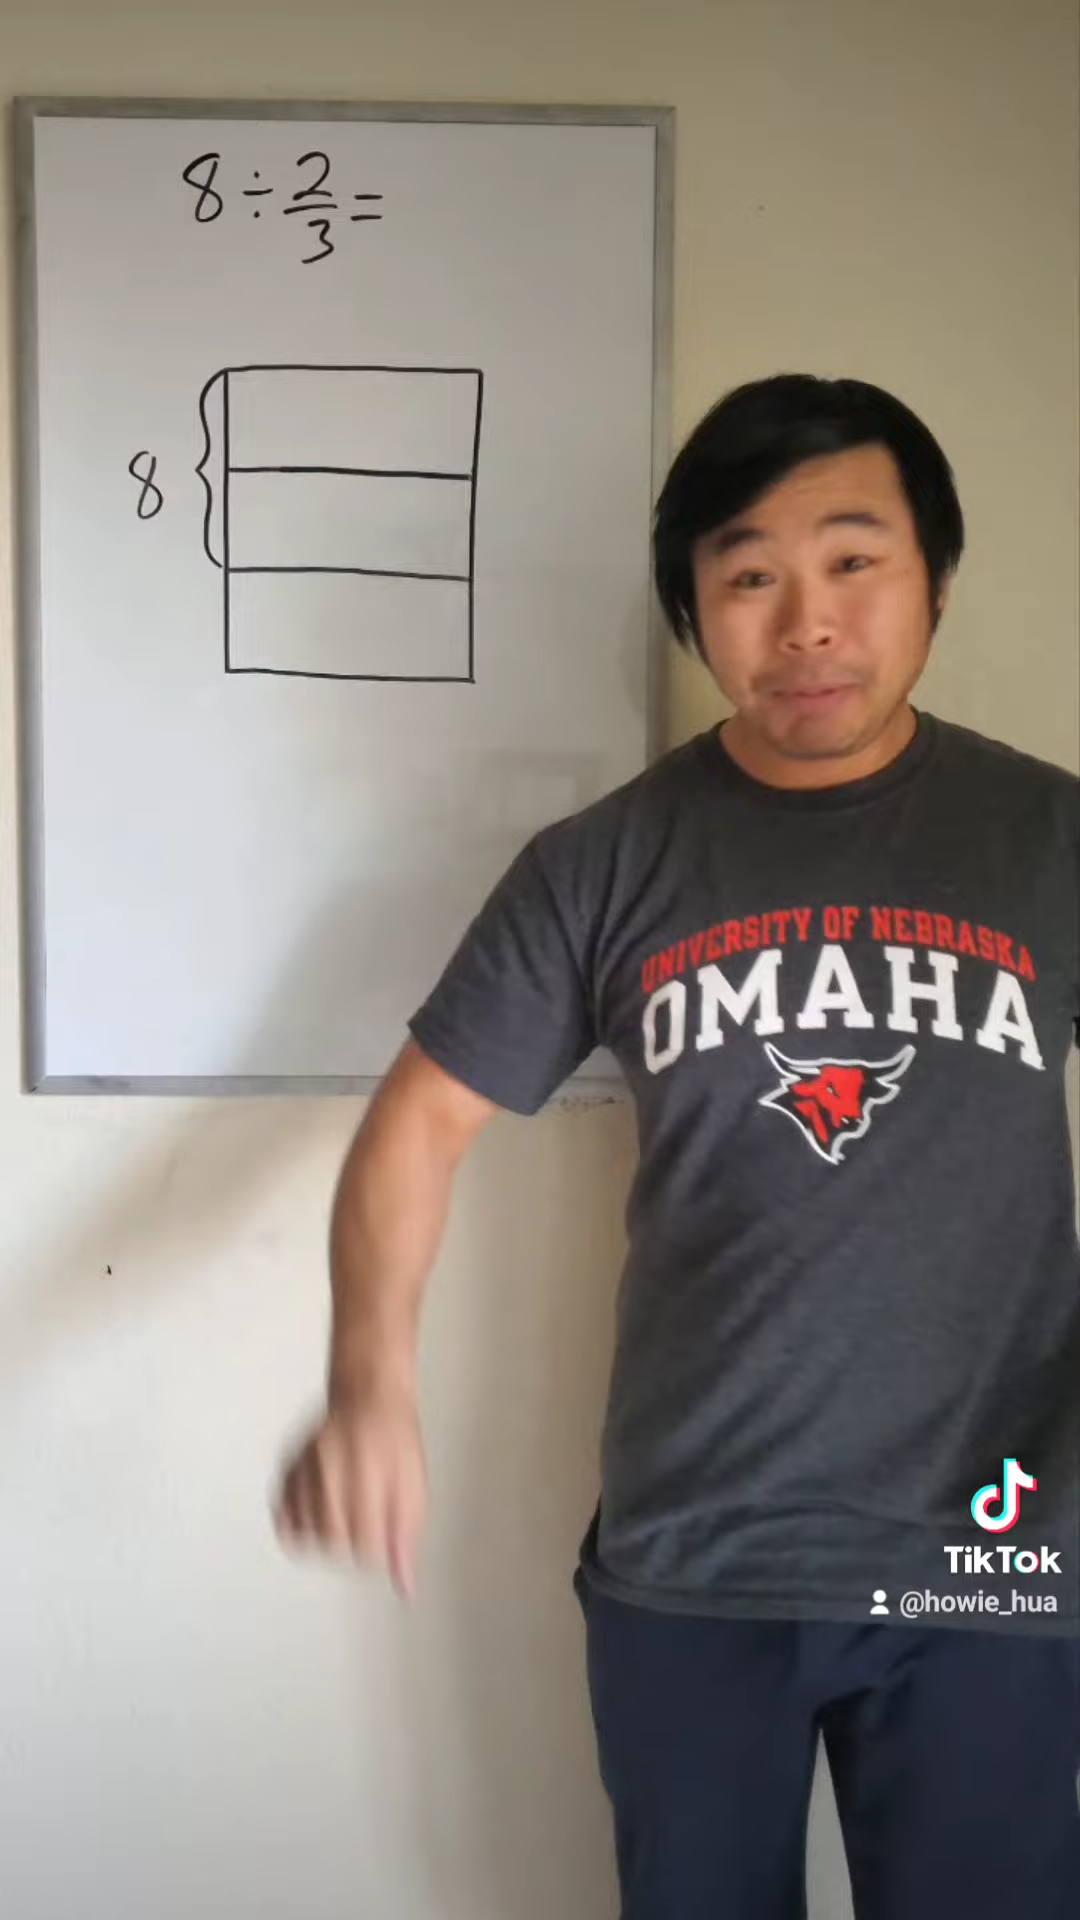 8 ÷ 2/3 =
8
UNIVERSITY OF NEBRASKA
OMAHA
TikTok
@howie_hua